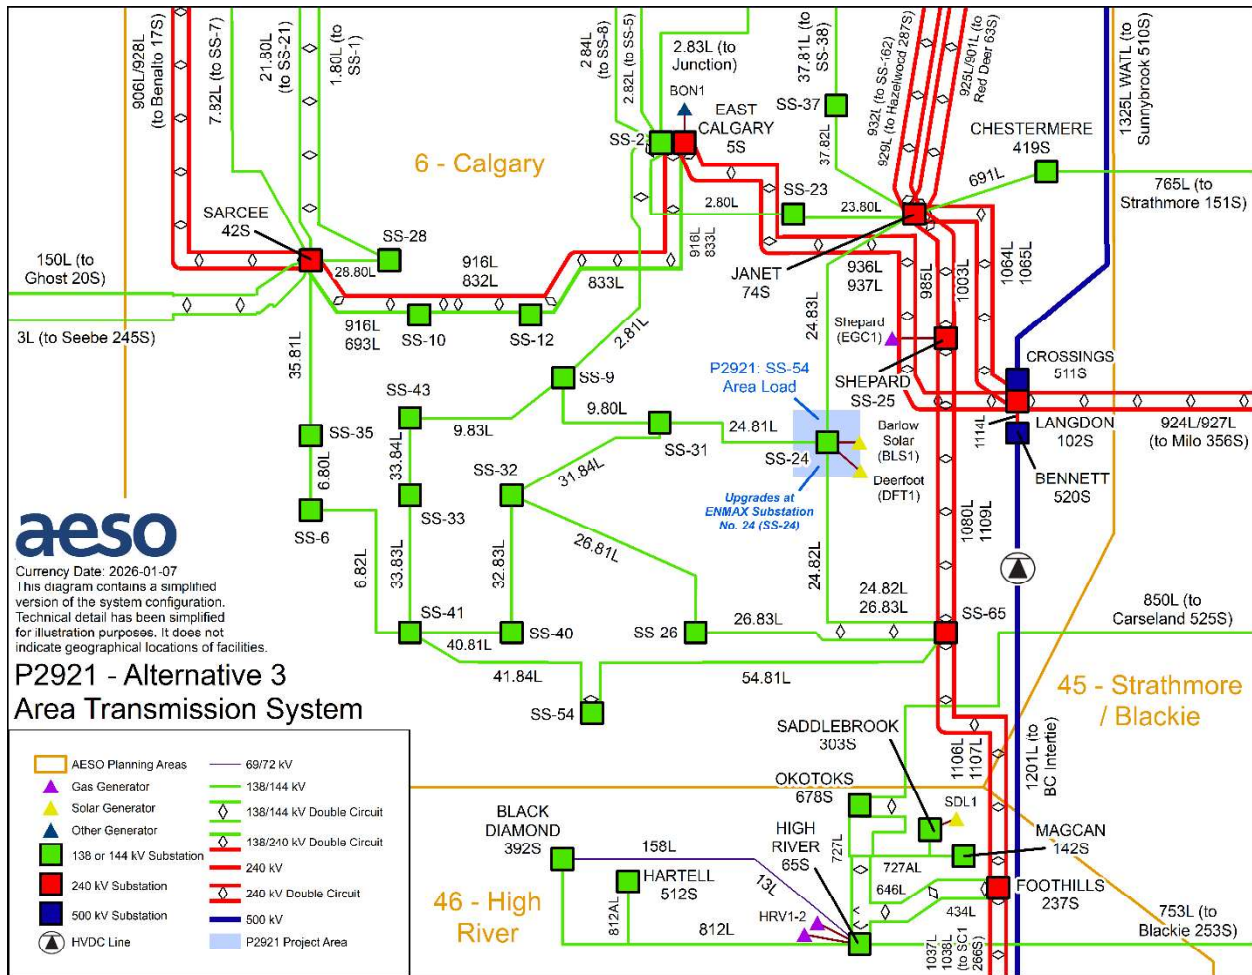 906L/928L
(to Benalto 17S)
7.82L (to SS-7)
21.80L
(to SS-21)
1.80L (to
SS-1)
2.84L
(to SS-8)
2.82L (to SS-5)
2.83L (to
Junction)
37.81L (to
SS-38)
932L (to SS-162)
929L (to Hazelwood 287S)
925L/901L (to
Red Deer 63S)
1325L WATL (to
Sunnybrook 510S)
BON1
EAST
CALGARY
5S
SS-2
SS-37
37.82L
CHESTERMERE
419S
691L
765L (to
Strathmore 151S)
6 - Calgary
SS-23
2.80L
23.80L
SARCEE
42S
SS-28
28.80L
150L (to
Ghost 20S)
3L (to Seebe 245S)
916L
832L
833L
916L
833L
916L
693L
SS-10
SS-12
JANET
74S
936L
937L
985L
1003L
1064L
1065L
24.83L
2.81L
35.81L
Shepard
(EGC1)
SHEPARD
SS-25
CROSSINGS
511S
LANGDON
102S
1114L
BENNETT
520S
924L/927L
(to Milo 356S)
P2921: SS-54
Area Load
SS-24
Barlow
Solar
(BLS1)
Deerfoot
(DFT1)
Upgrades at
ENMAX Substation
No. 24 (SS-24)
SS-9
SS-43
9.83L
9.80L
SS-31
24.81L
SS-35
6.80L
33.84L
SS-32
31.84L
SS-33
SS-6
6.82L
33.83L
32.83L
26.81L
24.82L
1080L
1109L
24.82L
26.83L
SS-65
SS-41
40.81L
SS-40
SS 26
26.83L
41.84L
54.81L
SS-54
850L (to
Carseland 525S)
aeso
Currency Date: 2026-01-07
This diagram contains a simplified
version of the system configuration.
Technical detail has been simplified
for illustration purposes. It does not
indicate geographical locations of facilities.
P2921 - Alternative 3
Area Transmission System
45 - Strathmore
/ Blackie
SADDLEBROOK
303S
1106L
1107L
1201L (to
BC Intertie)
OKOTOKS
678S
SDL1
MAGCAN
142S
BLACK
DIAMOND
392S
HIGH
RIVER
65S
727L
727AL
158L
13L
HARTELL
512S
812AL
812L
HRV1-2
646L
434L
FOOTHILLS
237S
46 - High
River
1037L
1038L
(to SC1
266S)
753L (to
Blackie 253S)
AESO Planning Areas
Gas Generator
Solar Generator
Other Generator
138 or 144 kV Substation
240 kV Substation
500 kV Substation
HVDC Line
69/72 kV
138/144 kV
138/144 kV Double Circuit
138/240 kV Double Circuit
240 kV
240 kV Double Circuit
500 kV
P2921 Project Area